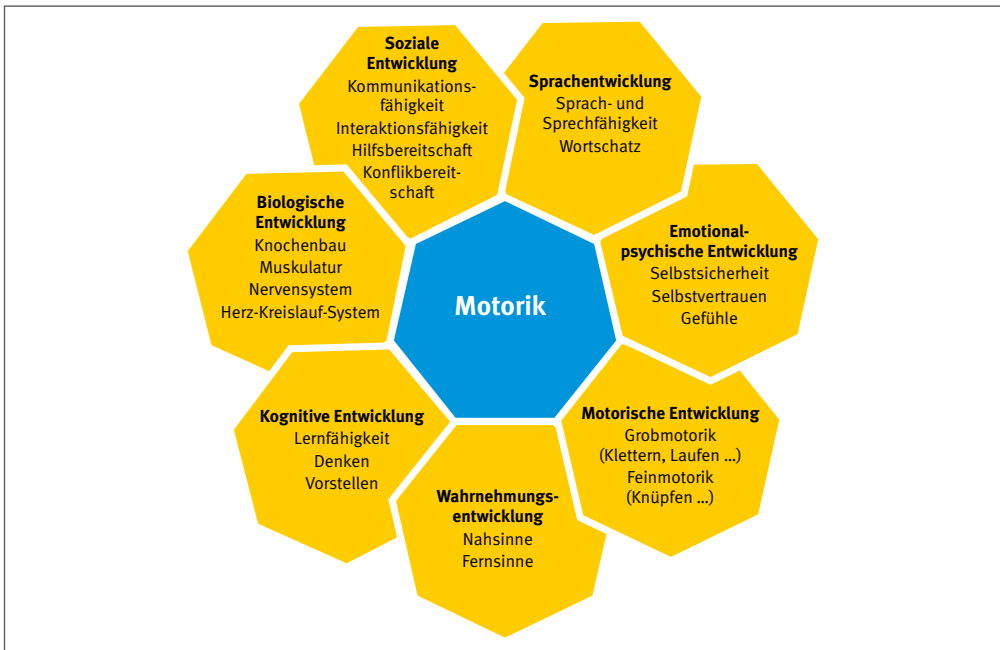 Soziale
Entwicklung
Kommunikations-
fähigkeit
Interaktionsfähigkeit
Hilfsbereitschaft
Konflikbereit-
schaft
Sprachentwicklung
Sprach- und
Sprechfähigkeit
Wortschatz
Biologische
Entwicklung
Knochenbau
Muskulatur
Nervensystem
Herz-Kreislauf-System
Motorik
Emotional-
psychische Entwicklung
Selbstsicherheit
Selbstvertrauen
Gefühle
Kognitive Entwicklung
Lernfähigkeit
Denken
Vorstellen
Wahrnehmungs-
entwicklung
Nahsinne
Fernsinne
Motorische Entwicklung
Grobmotorik
(Klettern, Laufen ...)
Feinmotorik
(Knüpfen ...)